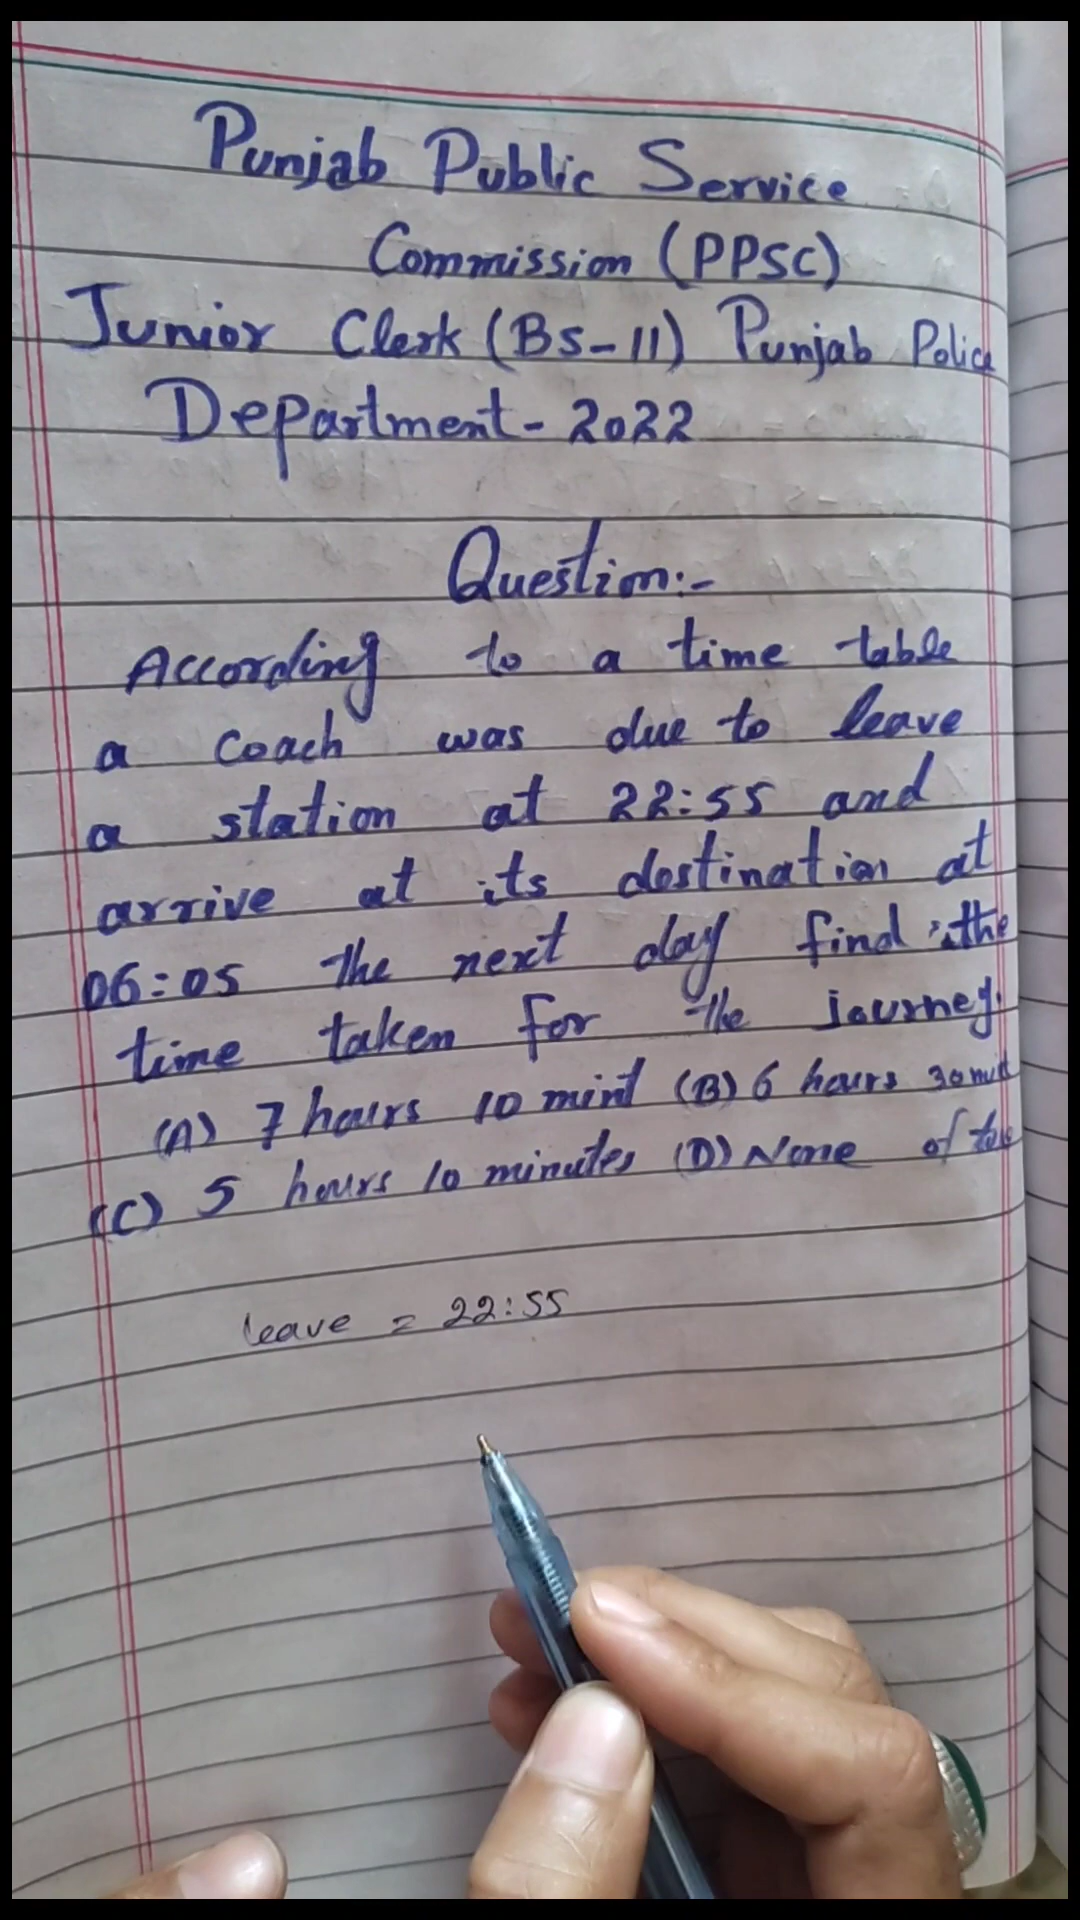 Punjab Public Service
Commission (PPSC)
Junior Clerk (BS-11) Punjab Police
Department - 2022
Question:-
According to a time table
a coach was due to leave
a station at 22:55 and
arrive at its destination at
06:05 the next day find the
time taken for the journey.
(A) 7 hours 10 mint (B) 6 hours 30
(C) 5 hours 10 minutes (D) None of
leave = 22:55